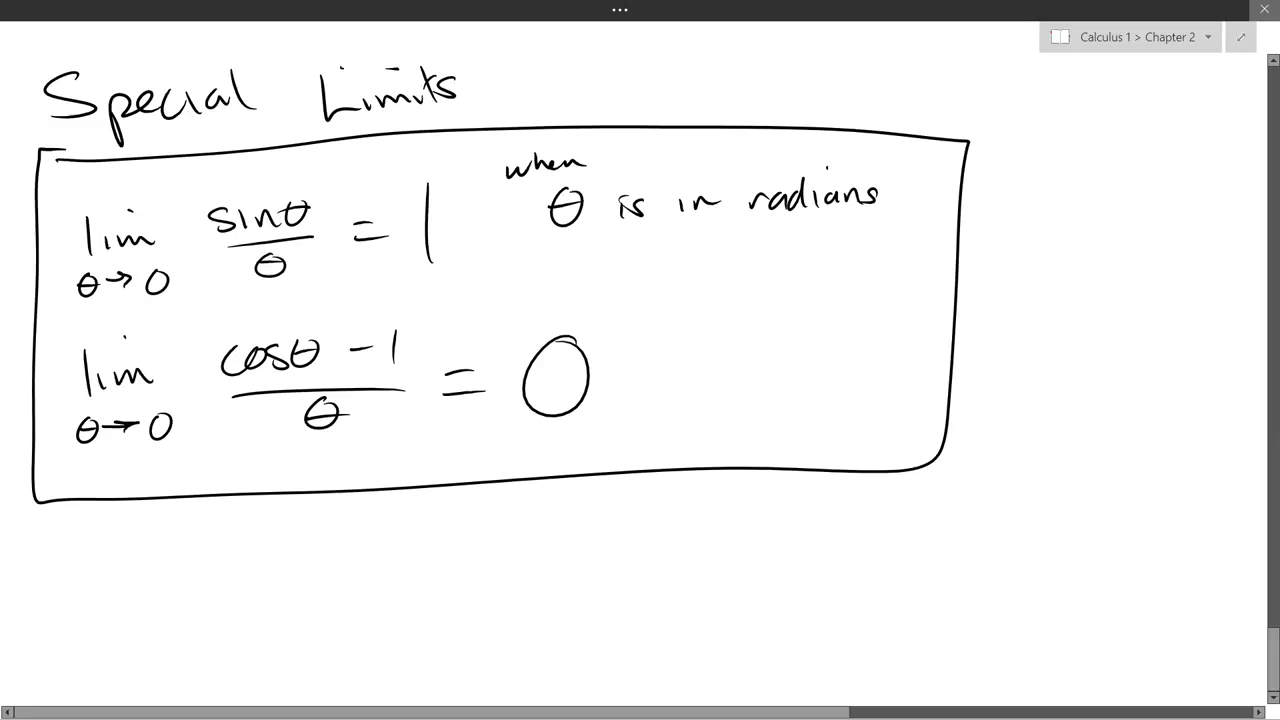 ...
Calculus 1 > Chapter 2
Special Limits
when
lim sinθ/θ = 1 θ is in radians
θ→0
lim cosθ - 1/θ = 0
θ→0